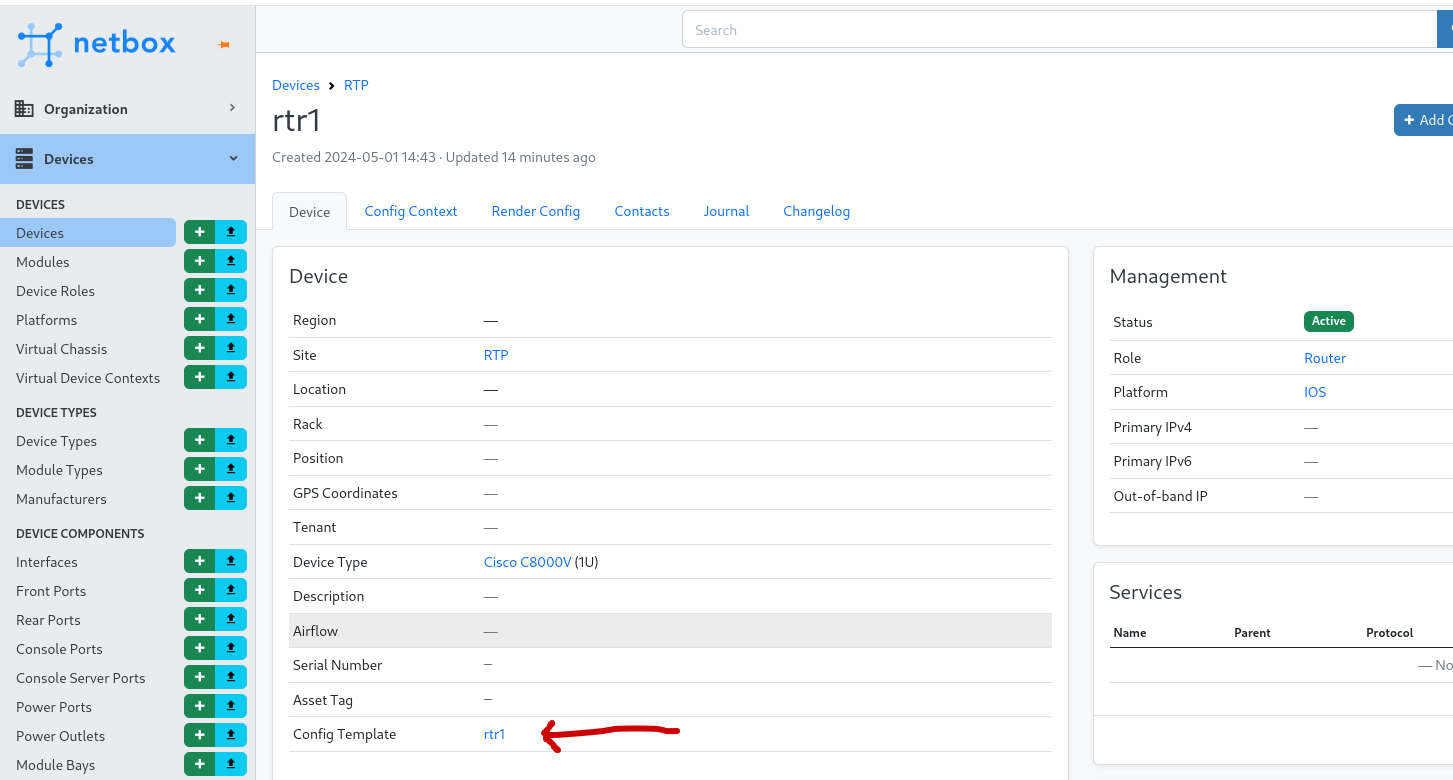 netbox
Search
Organization
Devices
DEVICES
Devices
Modules
Device Roles
Platforms
Virtual Chassis
Virtual Device Contexts
DEVICE TYPES
Device Types
Module Types
Manufacturers
DEVICE COMPONENTS
Interfaces
Front Ports
Rear Ports
Console Ports
Console Server Ports
Power Ports
Power Outlets
Module Bays
Devices › RTP
rtr1
Created 2024-05-01 14:43 · Updated 14 minutes ago
+ Add
Device Config Context Render Config Contacts Journal Changelog
Device
Region —
Site RTP
Location —
Rack —
Position —
GPS Coordinates —
Tenant —
Device Type Cisco C8000V (1U)
Description —
Airflow —
Serial Number —
Asset Tag —
Config Template rtr1
Management
Status Active
Role Router
Platform IOS
Primary IPv4 —
Primary IPv6 —
Out-of-band IP —
Services
Name Parent Protocol
— No